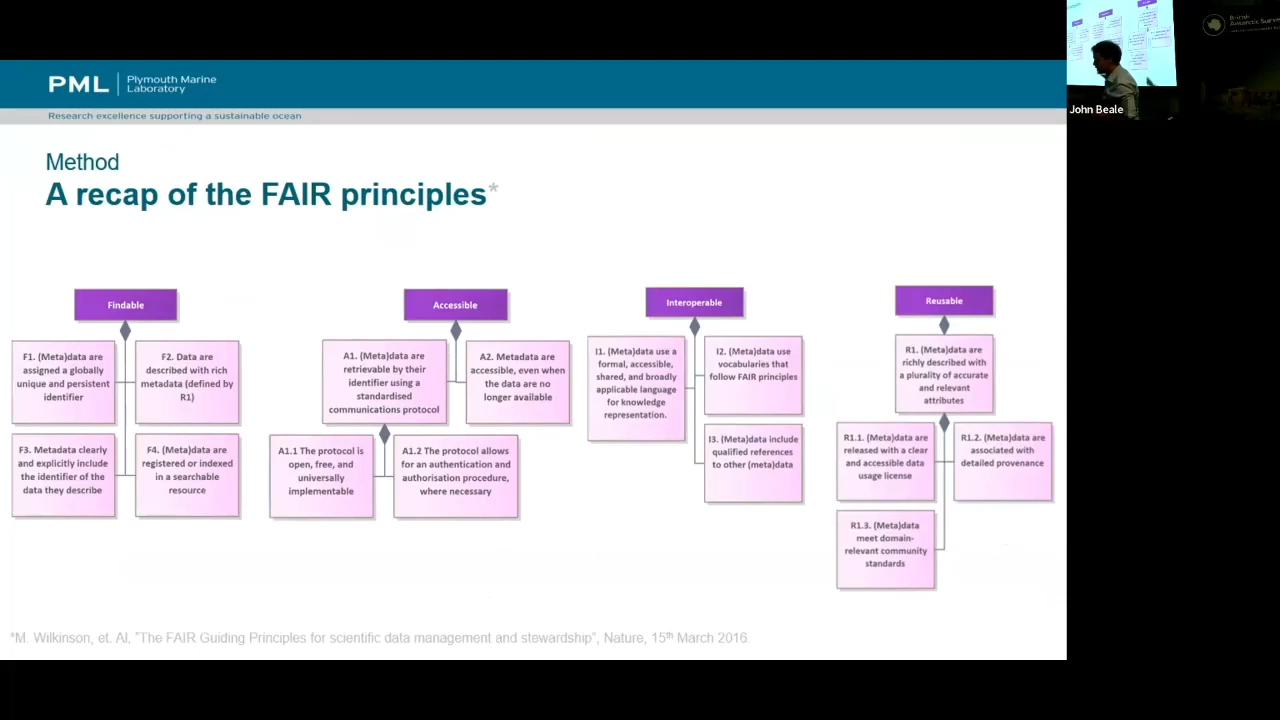 PML
Plymouth Marine
Laboratory
Research excellence supporting a sustainable ocean
Method
A recap of the FAIR principles*
Findable
F1. (Meta)data are
assigned a globally
unique and persistent
identifier
F2. Data are
described with rich
metadata (defined by
R1)
F3. Metadata clearly
and explicitly include
the identifier of the
data they describe
F4. (Meta)data are
registered or indexed
in a searchable
resource
Accessible
A1. (Meta)data are
retrievable by their
identifier using a
standardised
communications protocol
A2. Metadata are
accessible, even when
the data are no
longer available
A1.1 The protocol is
open, free, and
universally
implementable
A1.2 The protocol allows
for an authentication and
authorisation procedure,
where necessary
Interoperable
I1. (Meta)data use a
formal, accessible,
shared, and broadly
applicable language
for knowledge
representation.
I2. (Meta)data use
vocabularies that
follow FAIR principles
I3. (Meta)data include
qualified references
to other (meta)data
Reusable
R1. (Meta)data are
richly described with
a plurality of accurate
and relevant
attributes
R1.1. (Meta)data are
released with a clear
and accessible data
usage license
R1.2. (Meta)data are
associated with
detailed provenance
R1.3. (Meta)data
meet domain-
relevant community
standards
*M. Wilkinson, et. Al, "The FAIR Guiding Principles for scientific data management and stewardship", Nature, 15th March 2016.
John Beale
British
Antarctic Survey